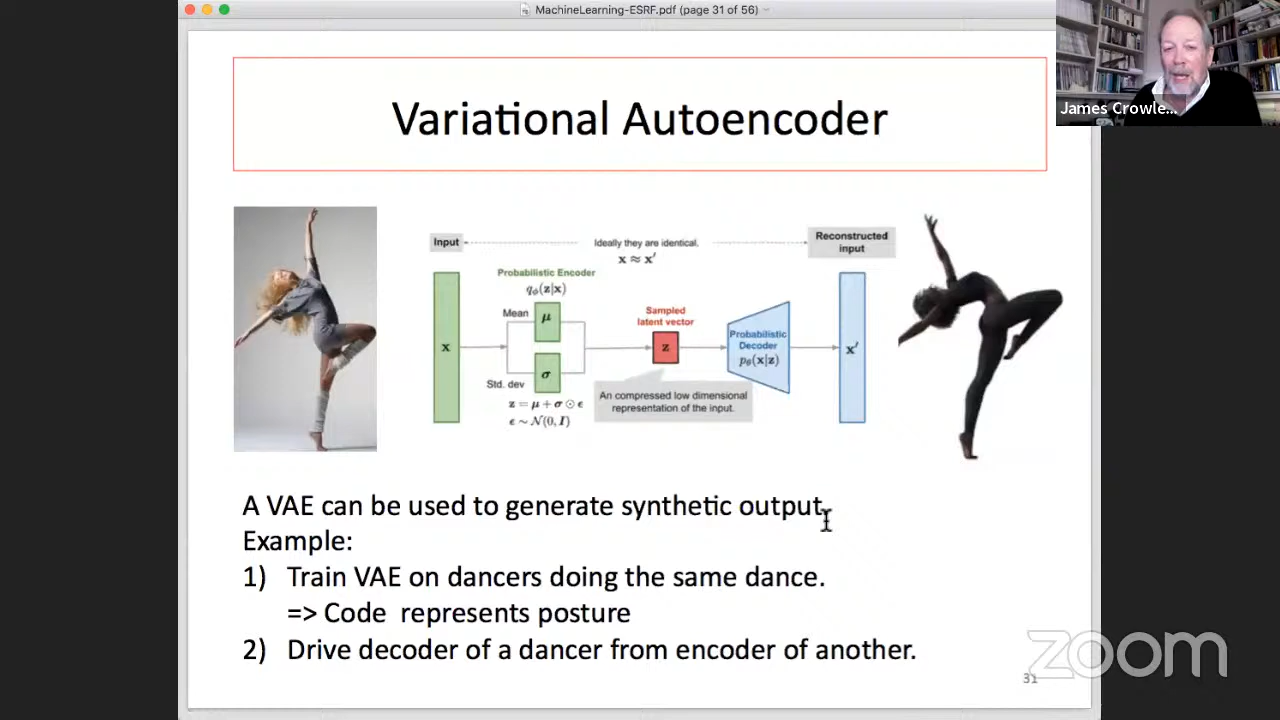 MachineLearning-ESRF.pdf (page 31 of 56)
James Crowle...
Variational Autoencoder
Input
Ideally they are identical.
x ≈ x′
Reconstructed
input
Probabilistic Encoder
qϕ(z|x)
Mean
μ
Sampled
latent vector
x
z
Probabilistic
Decoder
pθ(x|z)
x′
Std. dev
σ
z = μ + σ ⊙ ϵ
ϵ ∼ N(0, I)
An compressed low dimensional
representation of the input.
A VAE can be used to generate synthetic output.
Example:
1) Train VAE on dancers doing the same dance.
=> Code represents posture
2) Drive decoder of a dancer from encoder of another.
31
zoom